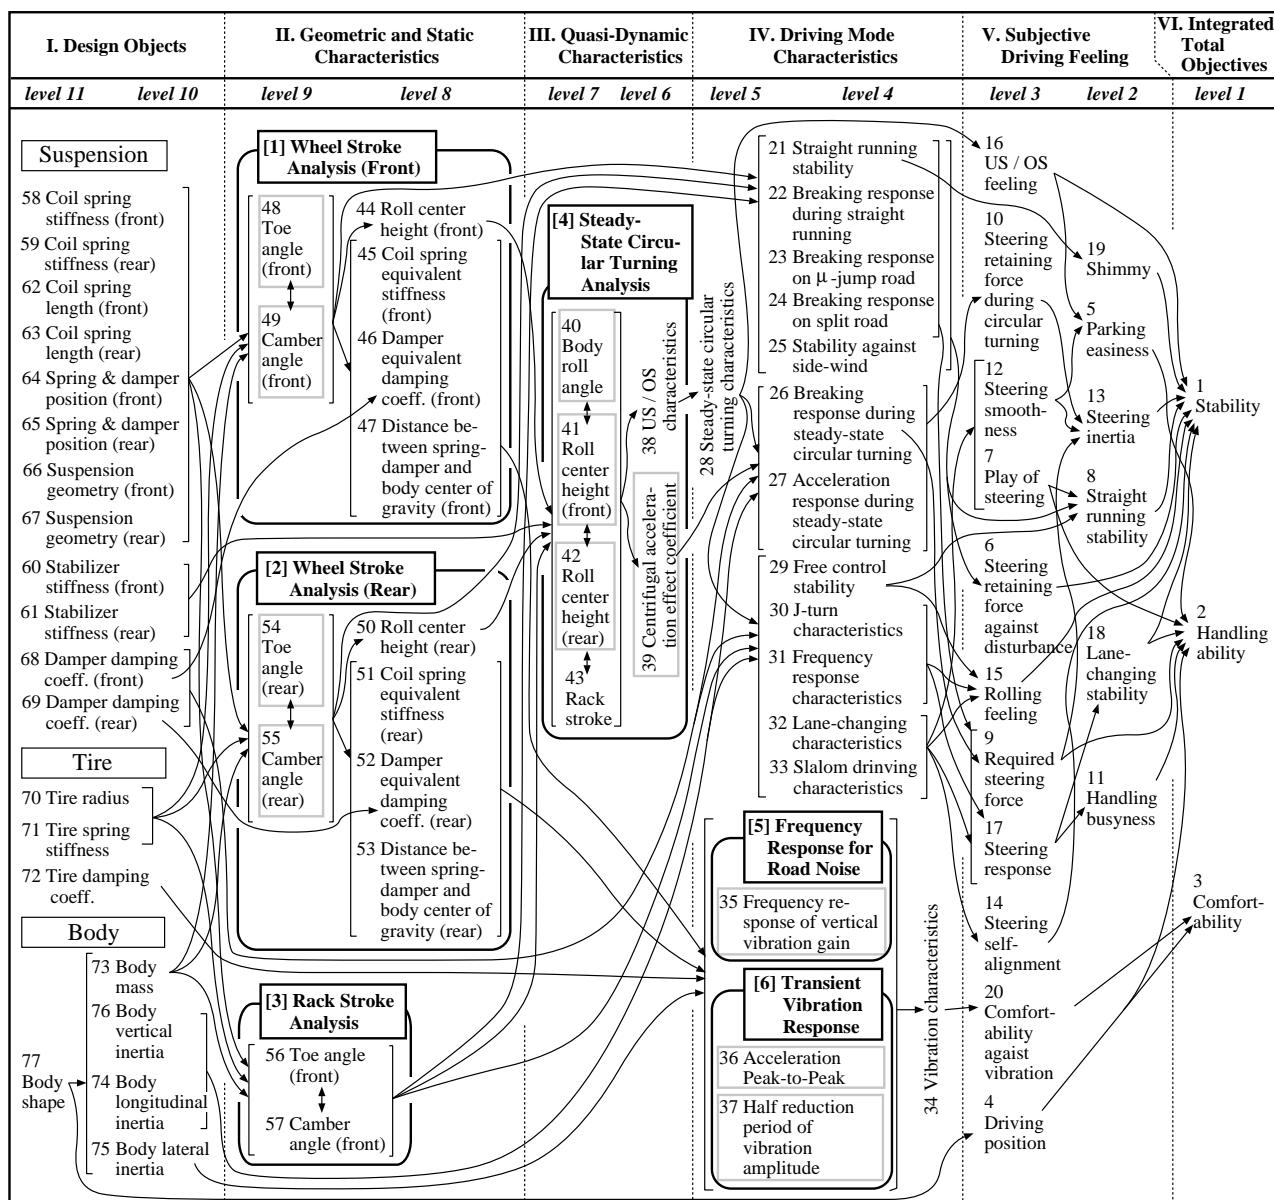 I. Design Objects
II. Geometric and Static
Characteristics
III. Quasi-Dynamic
Characteristics
IV. Driving Mode
Characteristics
V. Subjective
Driving Feeling
VI. Integrated
Total
Objectives
level 11
level 10
level 9
level 8
level 7
level 6
level 5
level 4
level 3
level 2
level 1
Suspension
58 Coil spring
stiffness (front)
59 Coil spring
stiffness (rear)
62 Coil spring
length (front)
63 Coil spring
length (rear)
64 Spring & damper
position (front)
65 Spring & damper
position (rear)
66 Suspension
geometry (front)
67 Suspension
geometry (rear)
60 Stabilizer
stiffness (front)
61 Stabilizer
stiffness (rear)
68 Damper damping
coeff. (front)
69 Damper damping
coeff. (rear)
Tire
70 Tire radius
71 Tire spring
stiffness
72 Tire damping
coeff.
Body
73 Body
mass
76 Body
vertical
inertia
77
Body
shape
74 Body
longitudinal
inertia
75 Body lateral
inertia
[1] Wheel Stroke
Analysis (Front)
48
Toe
angle
(front)
49
Camber
angle
(front)
44 Roll center
height (front)
45 Coil spring
equivalent
stiffness
(front)
46 Damper
equivalent
damping
coeff. (front)
47 Distance be-
tween spring-
damper and
body center of
gravity (front)
[2] Wheel Stroke
Analysis (Rear)
54
Toe
angle
(rear)
55
Camber
angle
(rear)
50 Roll center
height (rear)
51 Coil spring
equivalent
stiffness
(rear)
52 Damper
equivalent
damping
coeff. (rear)
53 Distance be-
tween spring-
damper and
body center of
gravity (rear)
[3] Rack Stroke
Analysis
56 Toe angle
(front)
57 Camber
angle (front)
[4] Steady-
State Circu-
lar Turning
Analysis
40
Body
roll
angle
41
Roll
center
height
(front)
42
Roll
center
height
(rear)
43
Rack
stroke
38 US / OS
characteristics
39 Centrifugal accelera-
tion effect coefficient
28 Steady-state circular
turning characteristics
21 Straight running
stability
22 Breaking response
during straight
running
23 Breaking response
on μ-jump road
24 Breaking response
on split road
25 Stability against
side-wind
26 Breaking
response during
steady-state
circular turning
27 Acceleration
response during
steady-state
circular turning
29 Free control
stability
30 J-turn
characteristics
31 Frequency
response
characteristics
32 Lane-changing
characteristics
33 Slalom drinving
characteristics
[5] Frequency
Response for
Road Noise
35 Frequency re-
sponse of vertical
vibration gain
[6] Transient
Vibration
Response
36 Acceleration
Peak-to-Peak
37 Half reduction
period of
vibration
amplitude
34 Vibration characteristics
16
US / OS
feeling
10
Steering
retaining
force
during
circular
turning
12
Steering
smooth-
ness
7
Play of
steering
6
Steering
retaining
force
against
disturbance
15
Rolling
feeling
9
Required
steering
force
17
Steering
response
14
Steering
self-
alignment
20
Comfort-
ability
agaist
vibration
4
Driving
position
19
Shimmy
5
Parking
easiness
13
Steering
inertia
8
Straight
running
stability
18
Lane-
changing
stability
11
Handling
busyness
1
Stability
2
Handling
ability
3
Comfort-
ability